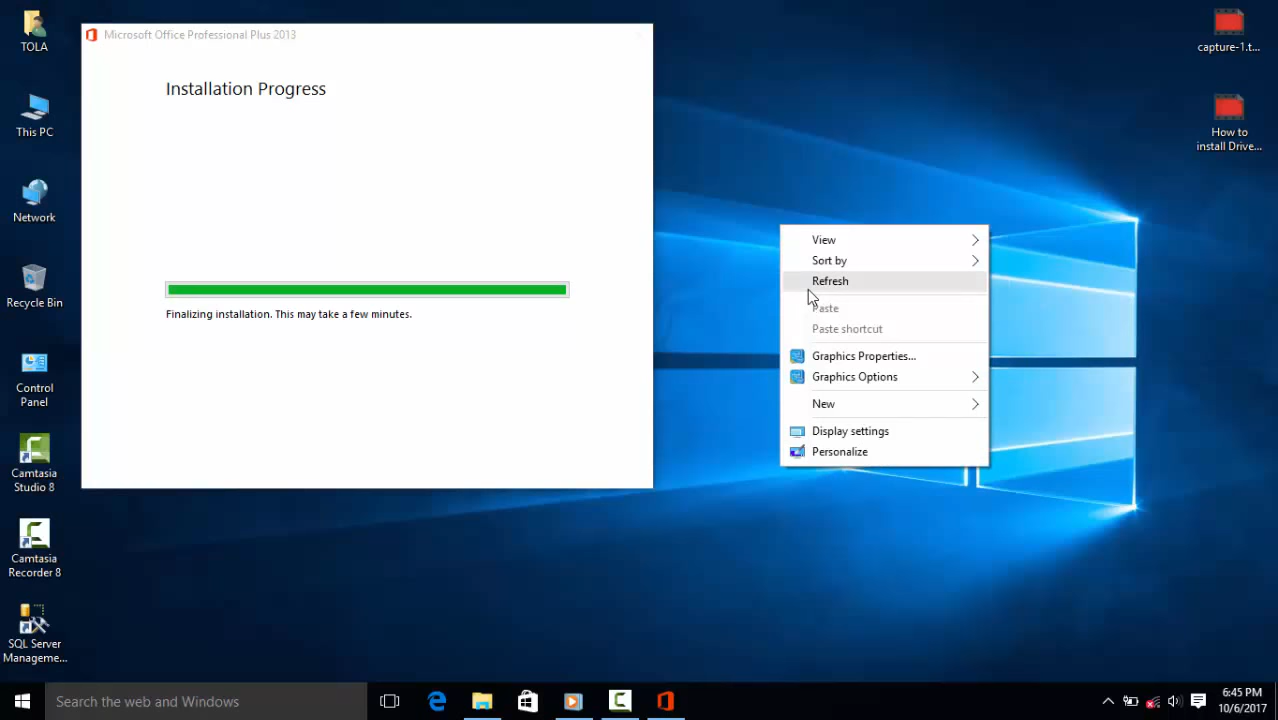 TOLA
This PC
Network
Recycle Bin
Control
Panel
Camtasia
Studio 8
Camtasia
Recorder 8
SQL Server
Manageme...
Microsoft Office Professional Plus 2013
Installation Progress
Finalizing installation. This may take a few minutes.
View
Sort by
Refresh
Paste
Paste shortcut
Graphics Properties...
Graphics Options
New
Display settings
Personalize
capture-1.t...
How to
install Drive...
Search the web and Windows
6:45 PM
10/6/2017